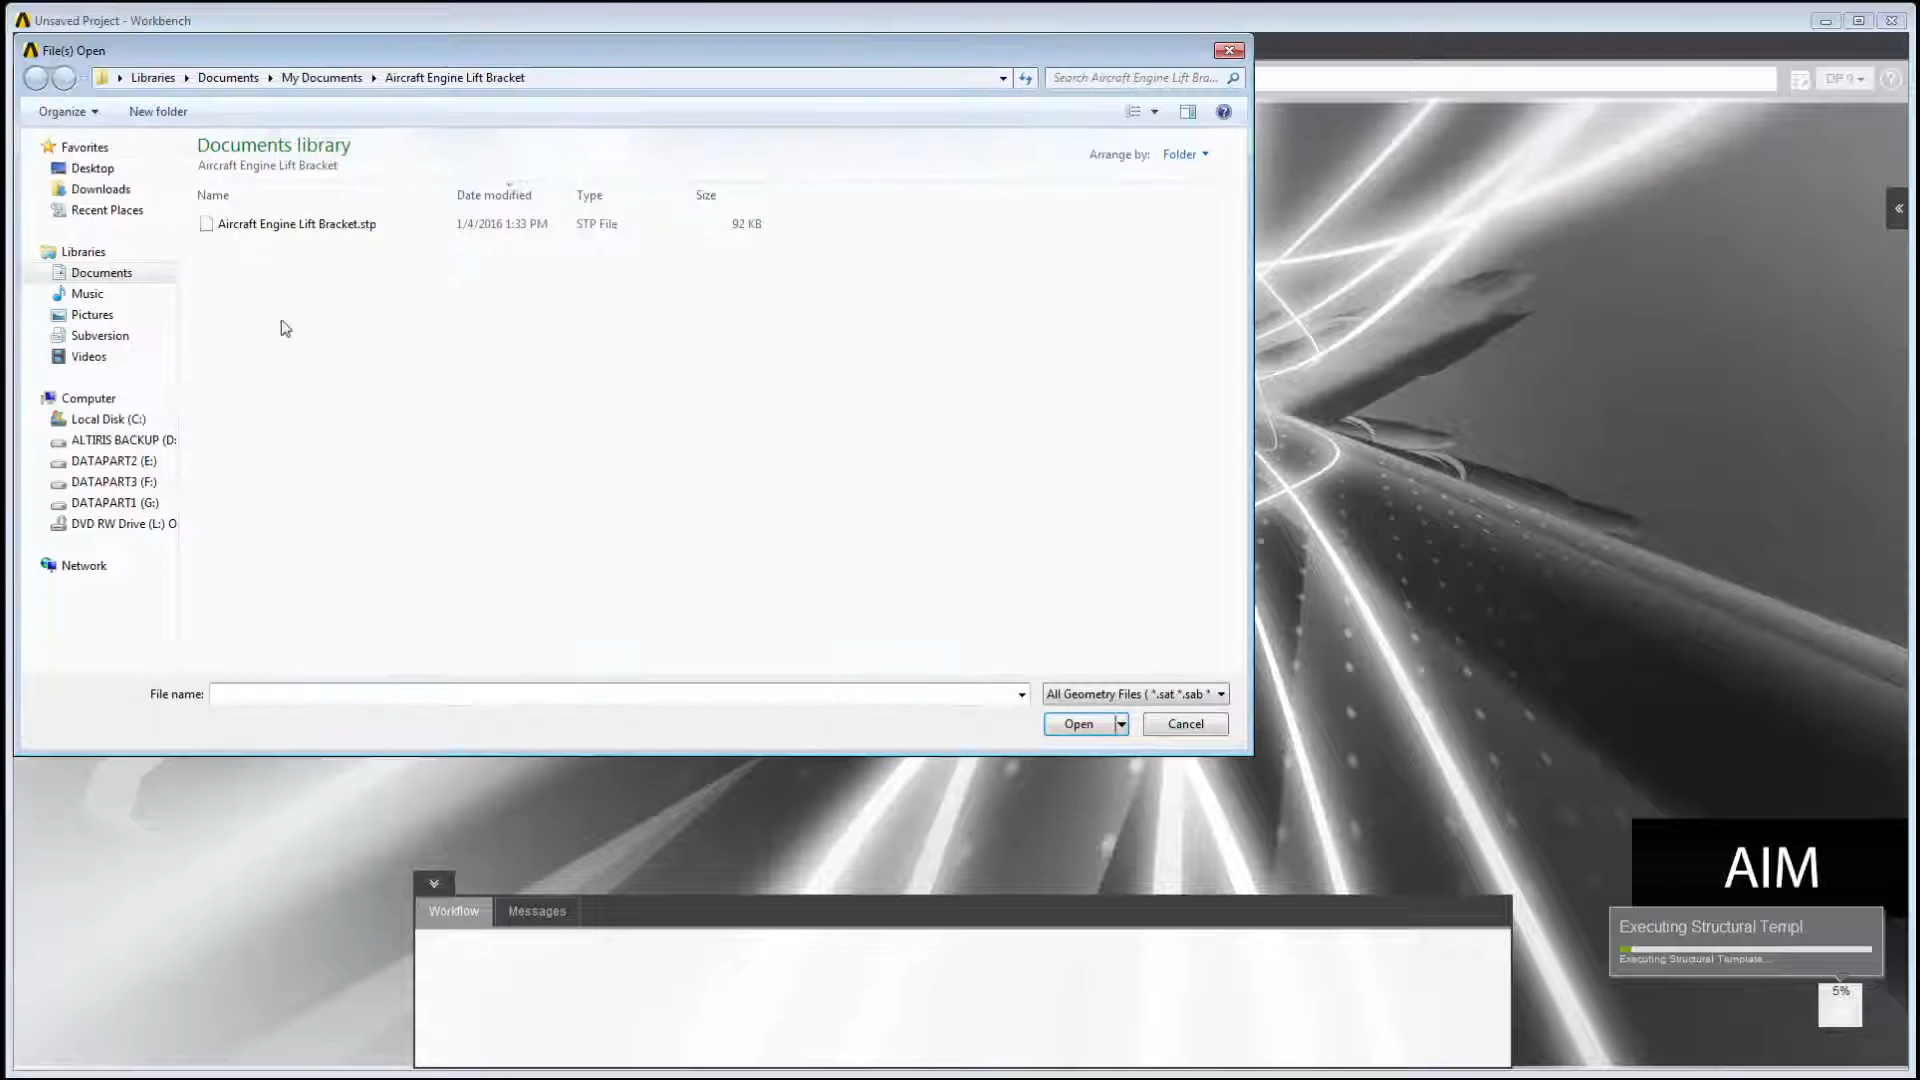 Unsaved Project - Workbench
File(s) Open
Libraries Documents My Documents Aircraft Engine Lift Bracket
Search Aircraft Engine Lift Bra...
Organize New folder
Favorites
Desktop
Downloads
Recent Places
Libraries
Documents
Music
Pictures
Subversion
Videos
Computer
Local Disk (C:)
ALTIRIS BACKUP (D:
DATAPART2 (E:)
DATAPART3 (F:)
DATAPART1 (G:)
DVD RW Drive (L:) O
Network
Documents library
Aircraft Engine Lift Bracket
Arrange by: Folder
Name Date modified Type Size
Aircraft Engine Lift Bracket.stp 1/4/2016 1:33 PM STP File 92 KB
File name:
All Geometry Files ( *.sat *.sab *
Open Cancel
Workflow Messages
AIM
Executing Structural Templ
Executing Structural Template...
5%